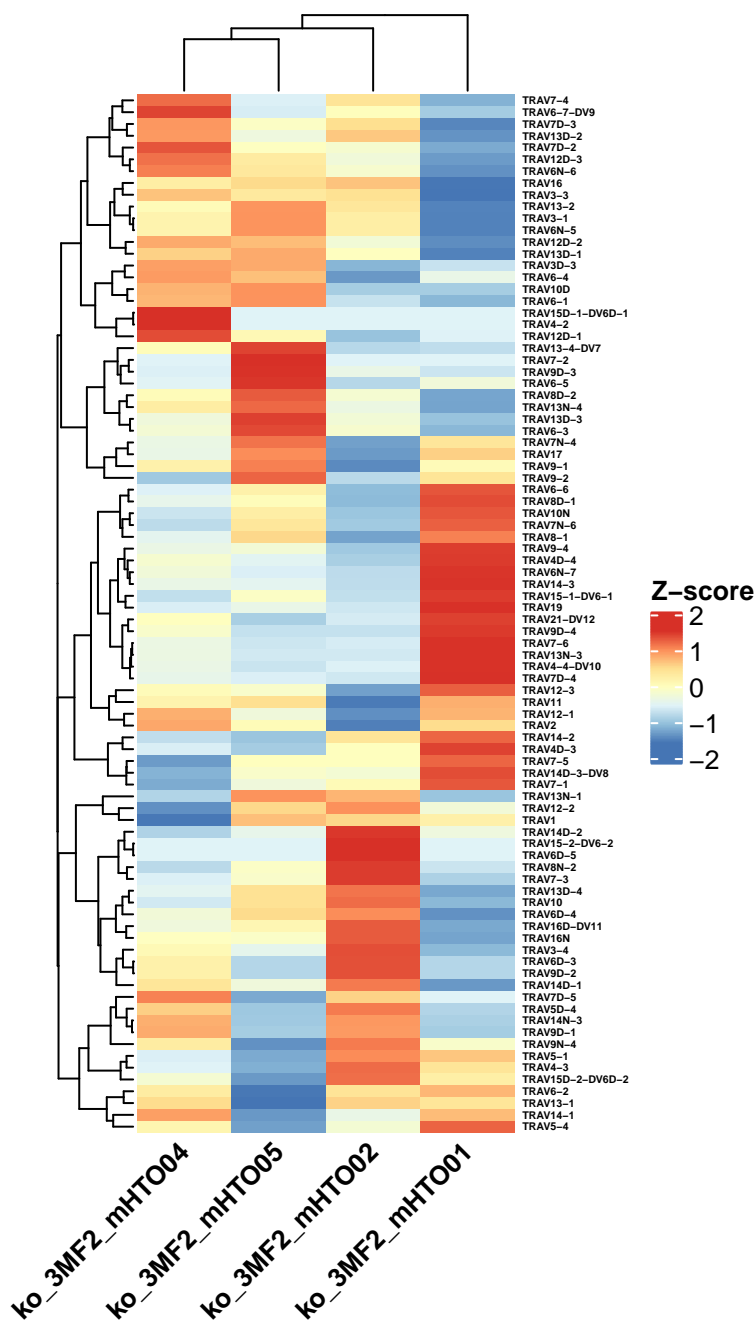 TRAV7−4
TRAV6−7−DV9
TRAV7D−3
TRAV13D−2
TRAV7D−2
TRAV12D−3
TRAV6N−6
TRAV16
TRAV3−3
TRAV13−2
TRAV3−1
TRAV6N−5
TRAV12D−2
TRAV13D−1
TRAV3D−3
TRAV6−4
TRAV10D
TRAV6−1
TRAV15D−1−DV6D−1
TRAV4−2
TRAV12D−1
TRAV13−4−DV7
TRAV7−2
TRAV9D−3
TRAV6−5
TRAV8D−2
TRAV13N−4
TRAV13D−3
TRAV6−3
TRAV7N−4
TRAV17
TRAV9−1
TRAV9−2
TRAV6−6
TRAV8D−1
TRAV10N
TRAV7N−6
TRAV8−1
TRAV9−4
TRAV4D−4
TRAV6N−7
TRAV14−3
TRAV15−1−DV6−1
TRAV19
TRAV21−DV12
TRAV9D−4
TRAV7−6
TRAV13N−3
TRAV4−4−DV10
TRAV7D−4
TRAV12−3
TRAV11
TRAV12−1
TRAV2
TRAV14−2
TRAV4D−3
TRAV7−5
TRAV14D−3−DV8
TRAV7−1
TRAV13N−1
TRAV12−2
TRAV1
TRAV14D−2
TRAV15−2−DV6−2
TRAV6D−5
TRAV8N−2
TRAV7−3
TRAV13D−4
TRAV10
TRAV6D−4
TRAV16D−DV11
TRAV16N
TRAV3−4
TRAV6D−3
TRAV9D−2
TRAV14D−1
TRAV7D−5
TRAV5D−4
TRAV14N−3
TRAV9D−1
TRAV9N−4
TRAV5−1
TRAV4−3
TRAV15D−2−DV6D−2
TRAV6−2
TRAV13−1
TRAV14−1
TRAV5−4
Z−score
2
1
0
−1
−2
ko_3MF2_mHTO04
ko_3MF2_mHTO05
ko_3MF2_mHTO02
ko_3MF2_mHTO01